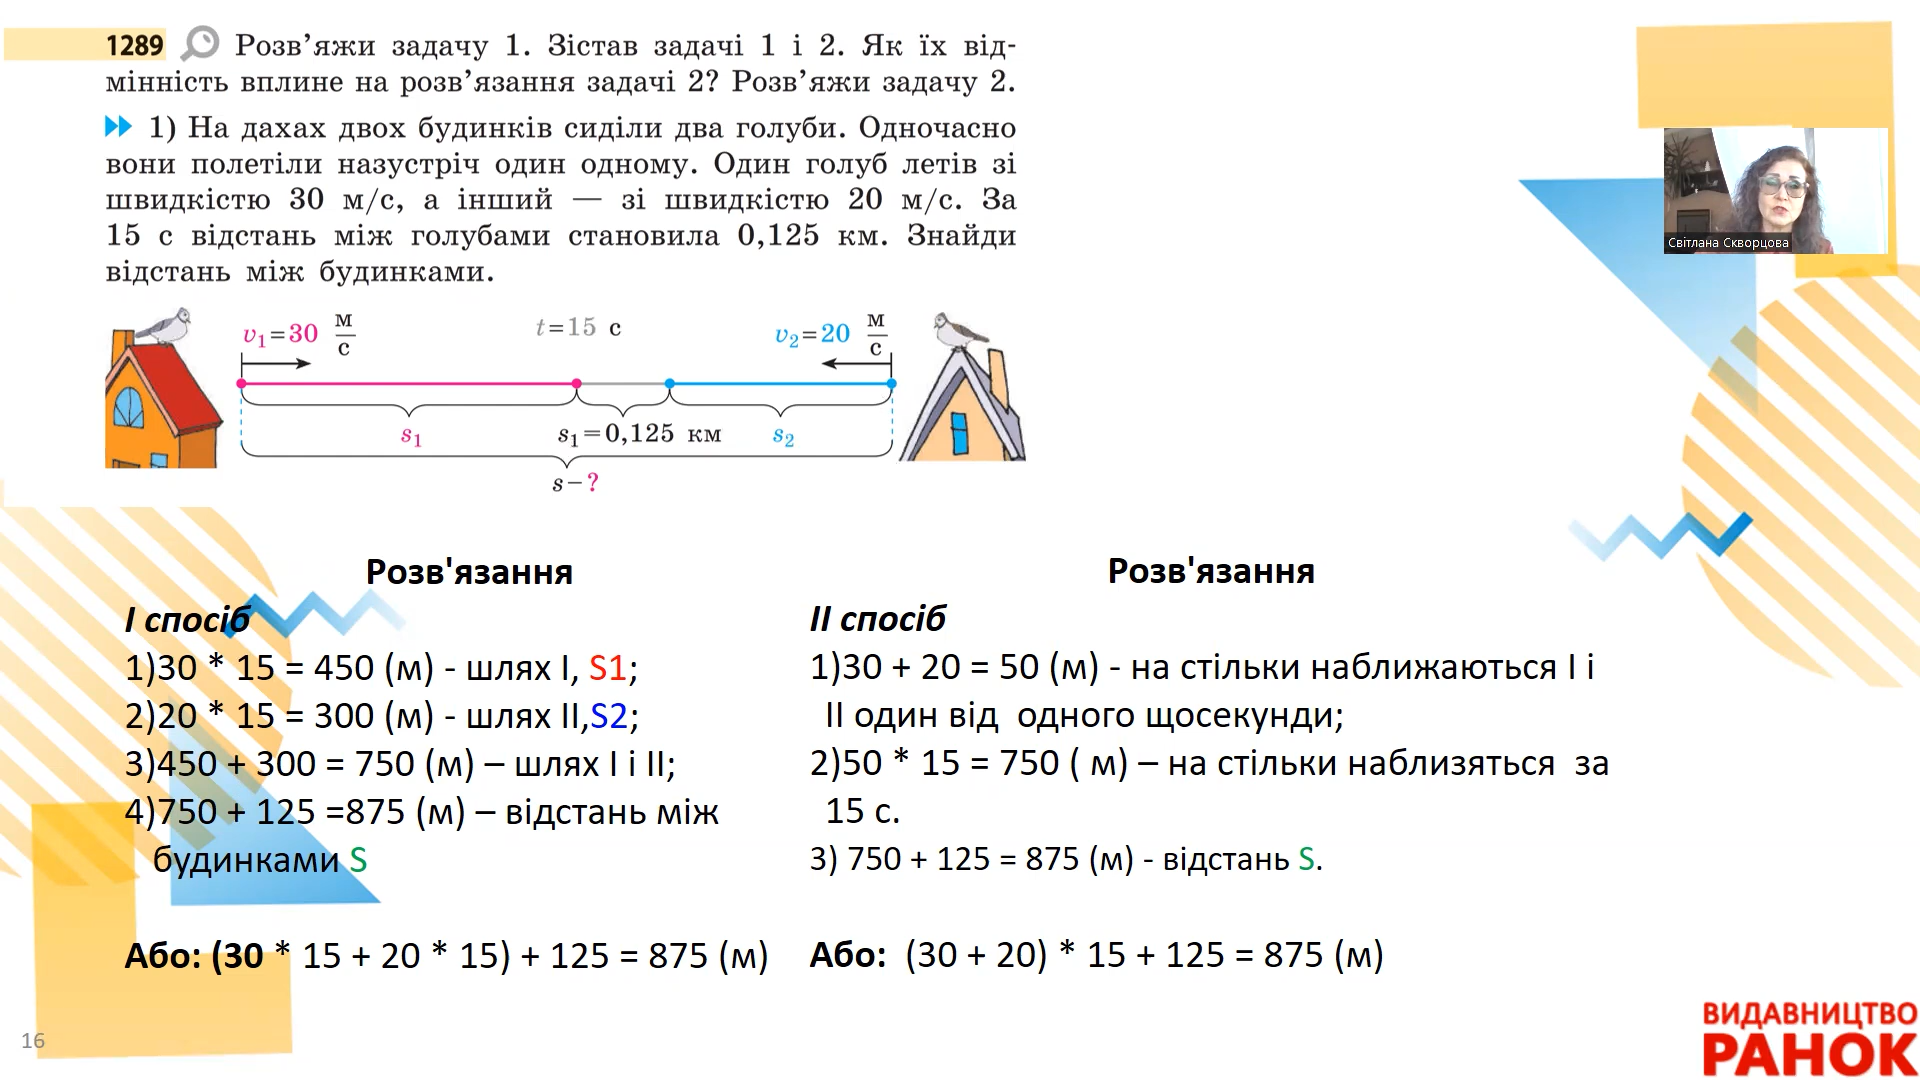 1289 Розв’яжи задачу 1. Зістав задачі 1 і 2. Як їх від-
мінність вплине на розв’язання задачі 2? Розв’яжи задачу 2.
1) На дахах двох будинків сиділи два голуби. Одночасно
вони полетіли назустріч один одному. Один голуб летів зі
швидкістю 30 м/с, а інший — зі швидкістю 20 м/с. За
15 с відстань між голубами становила 0,125 км. Знайди
відстань між будинками.
v1=30 м/с t=15 с v2=20 м/с
s1 s1=0,125 км s2
s–?
Світлана Скворцова
Розв'язання
І спосіб
1)30 * 15 = 450 (м) - шлях І, S1;
2)20 * 15 = 300 (м) - шлях ІІ,S2;
3)450 + 300 = 750 (м) – шлях І і ІІ;
4)750 + 125 =875 (м) – відстань між
будинками S
Або: (30 * 15 + 20 * 15) + 125 = 875 (м)
Розв'язання
ІІ спосіб
1)30 + 20 = 50 (м) - на стільки наближаються І і
ІІ один від одного щосекунди;
2)50 * 15 = 750 ( м) – на стільки наблизяться за
15 с.
3) 750 + 125 = 875 (м) - відстань S.
Або: (30 + 20) * 15 + 125 = 875 (м)
16
ВИДАВНИЦТВО
РАНОК